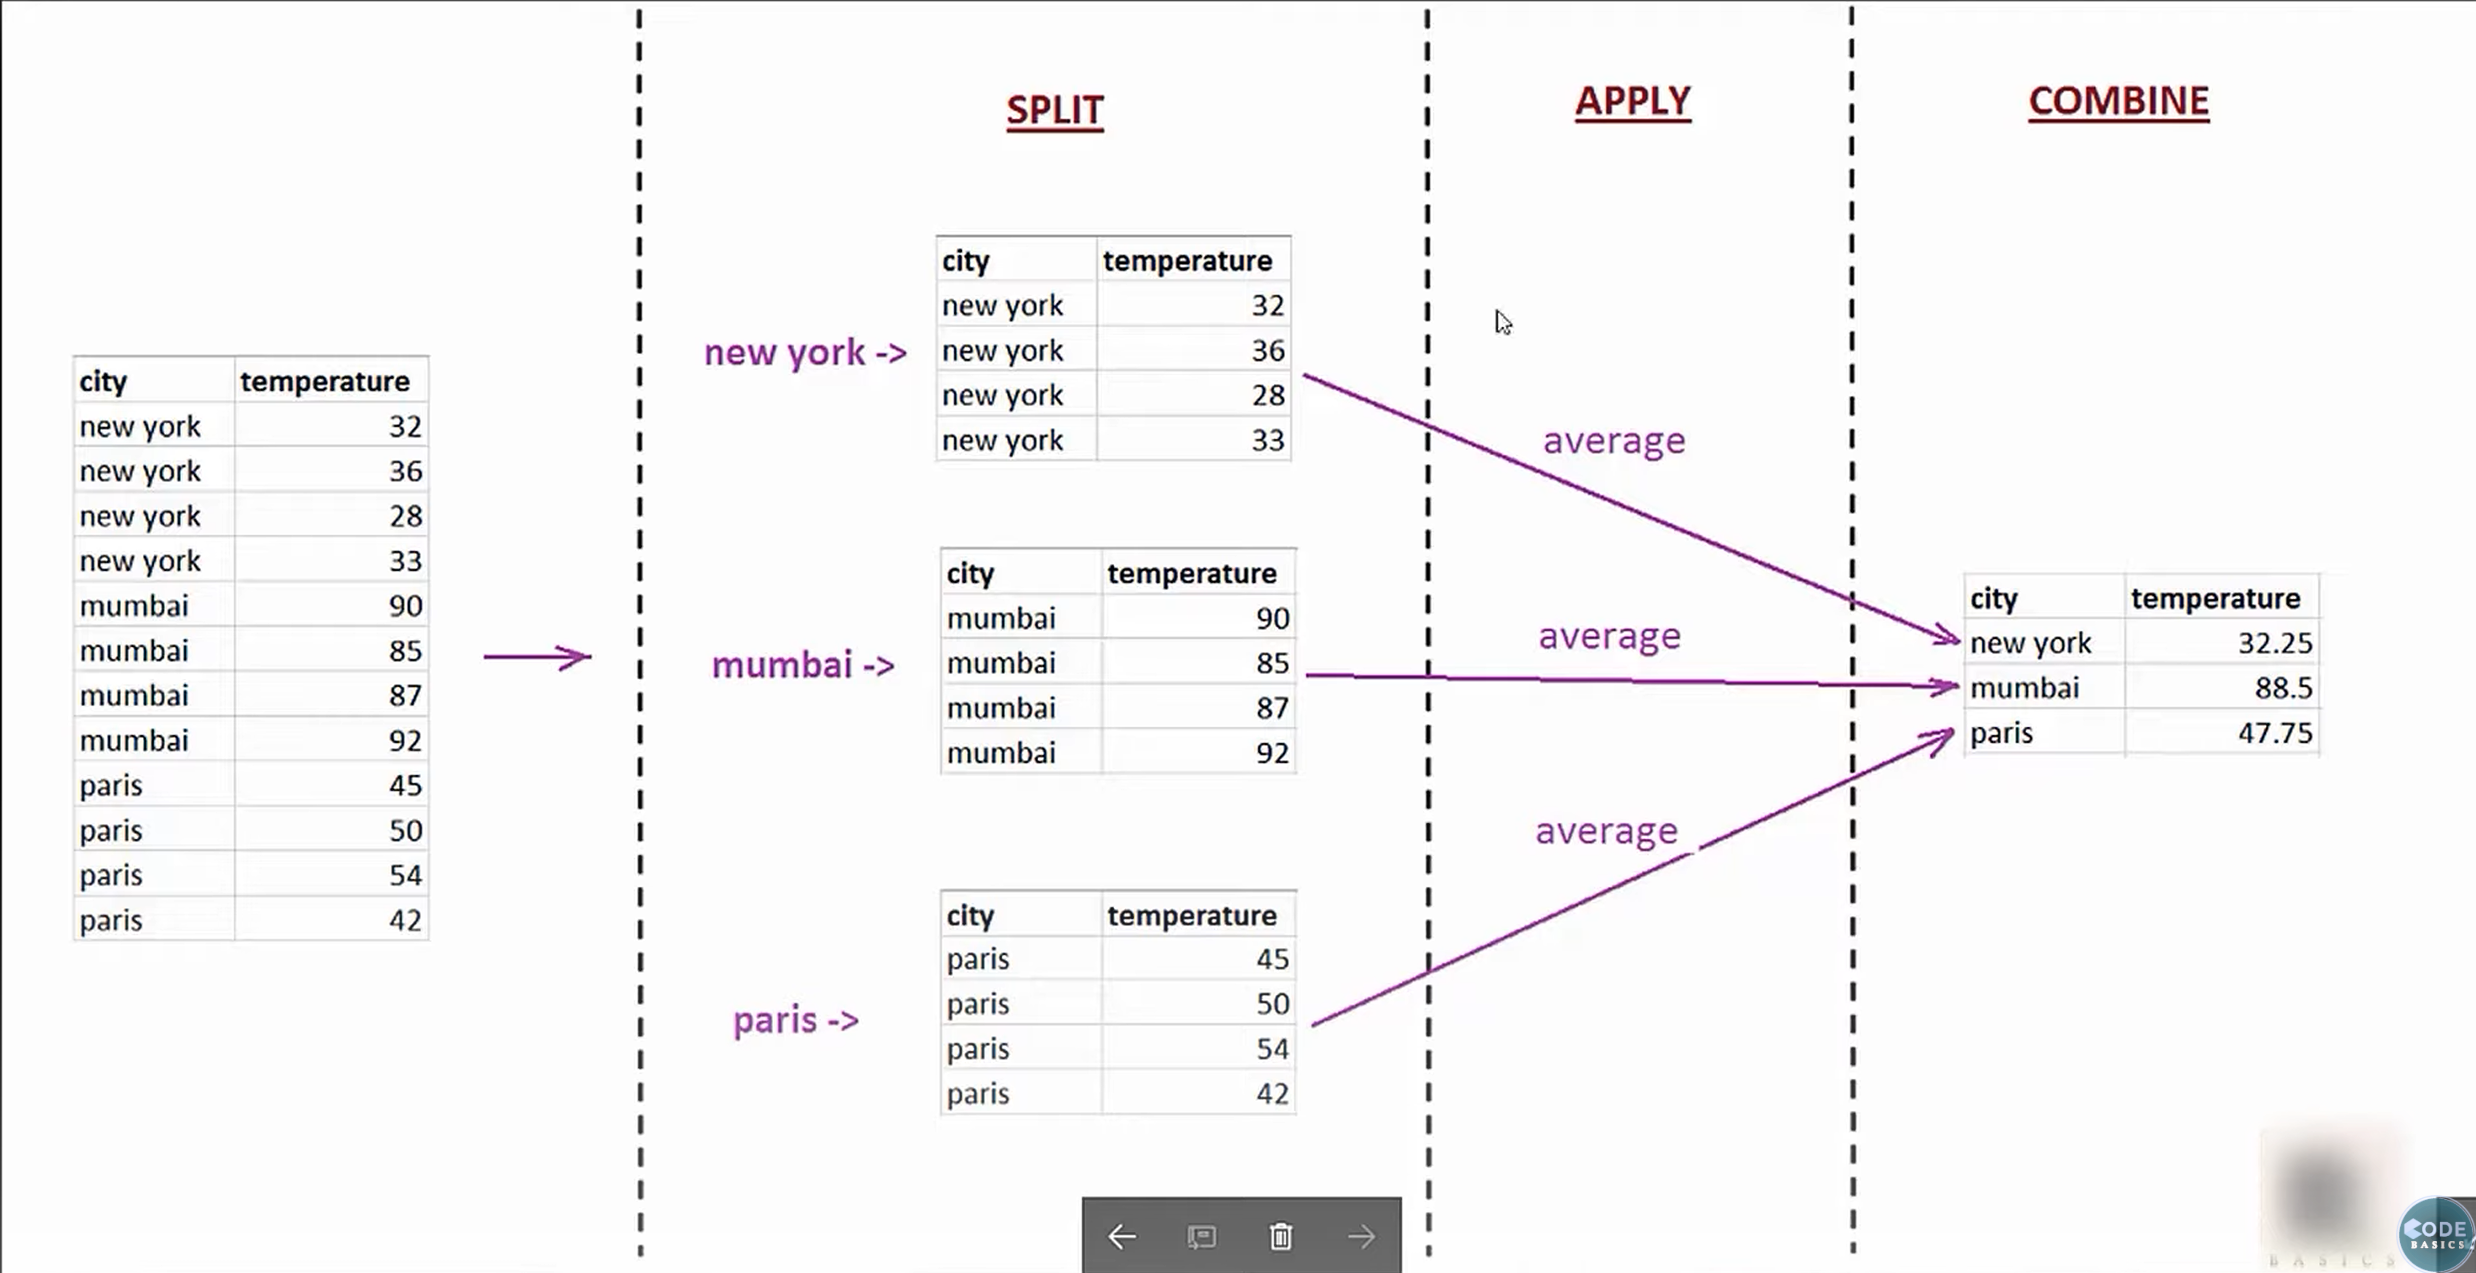 SPLIT
APPLY
COMBINE
city temperature
new york 32
new york 36
new york 28
new york 33
mumbai 90
mumbai 85
mumbai 87
mumbai 92
paris 45
paris 50
paris 54
paris 42
new york ->
city temperature
new york 32
new york 36
new york 28
new york 33
mumbai ->
city temperature
mumbai 90
mumbai 85
mumbai 87
mumbai 92
paris ->
city temperature
paris 45
paris 50
paris 54
paris 42
average
average
average
city temperature
new york 32.25
mumbai 88.5
paris 47.75
CODE
BASICS
BASICS